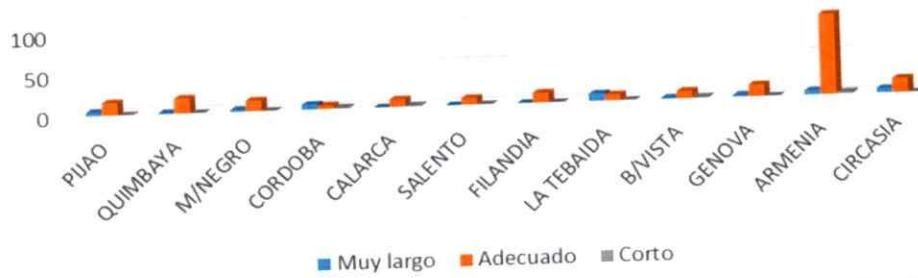 100
50
0
PIJAO
QUIMBAYA
M/NEGRO
CORDOBA
CALARCA
SALENTO
FILANDIA
LA TEBAIDA
B/VISTA
GENOVA
ARMENIA
CIRCASIA
Muy largo Adecuado Corto